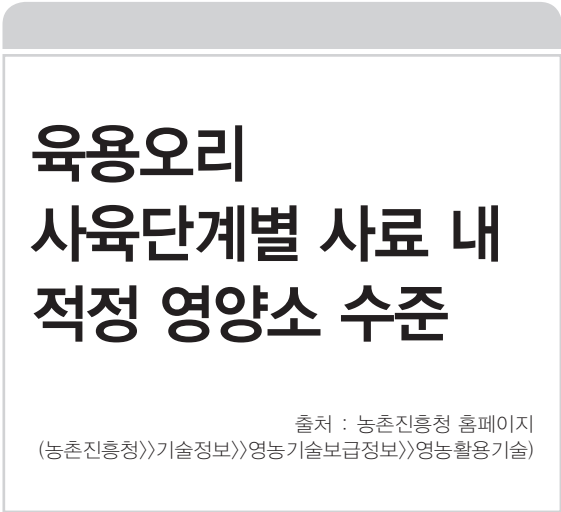 육용오리
사육단계별 사료 내
적정 영양소 수준
출처 : 농촌진흥청 홈페이지
(농촌진흥청>>기술정보>>영농기술보급정보>>영농활용기술)